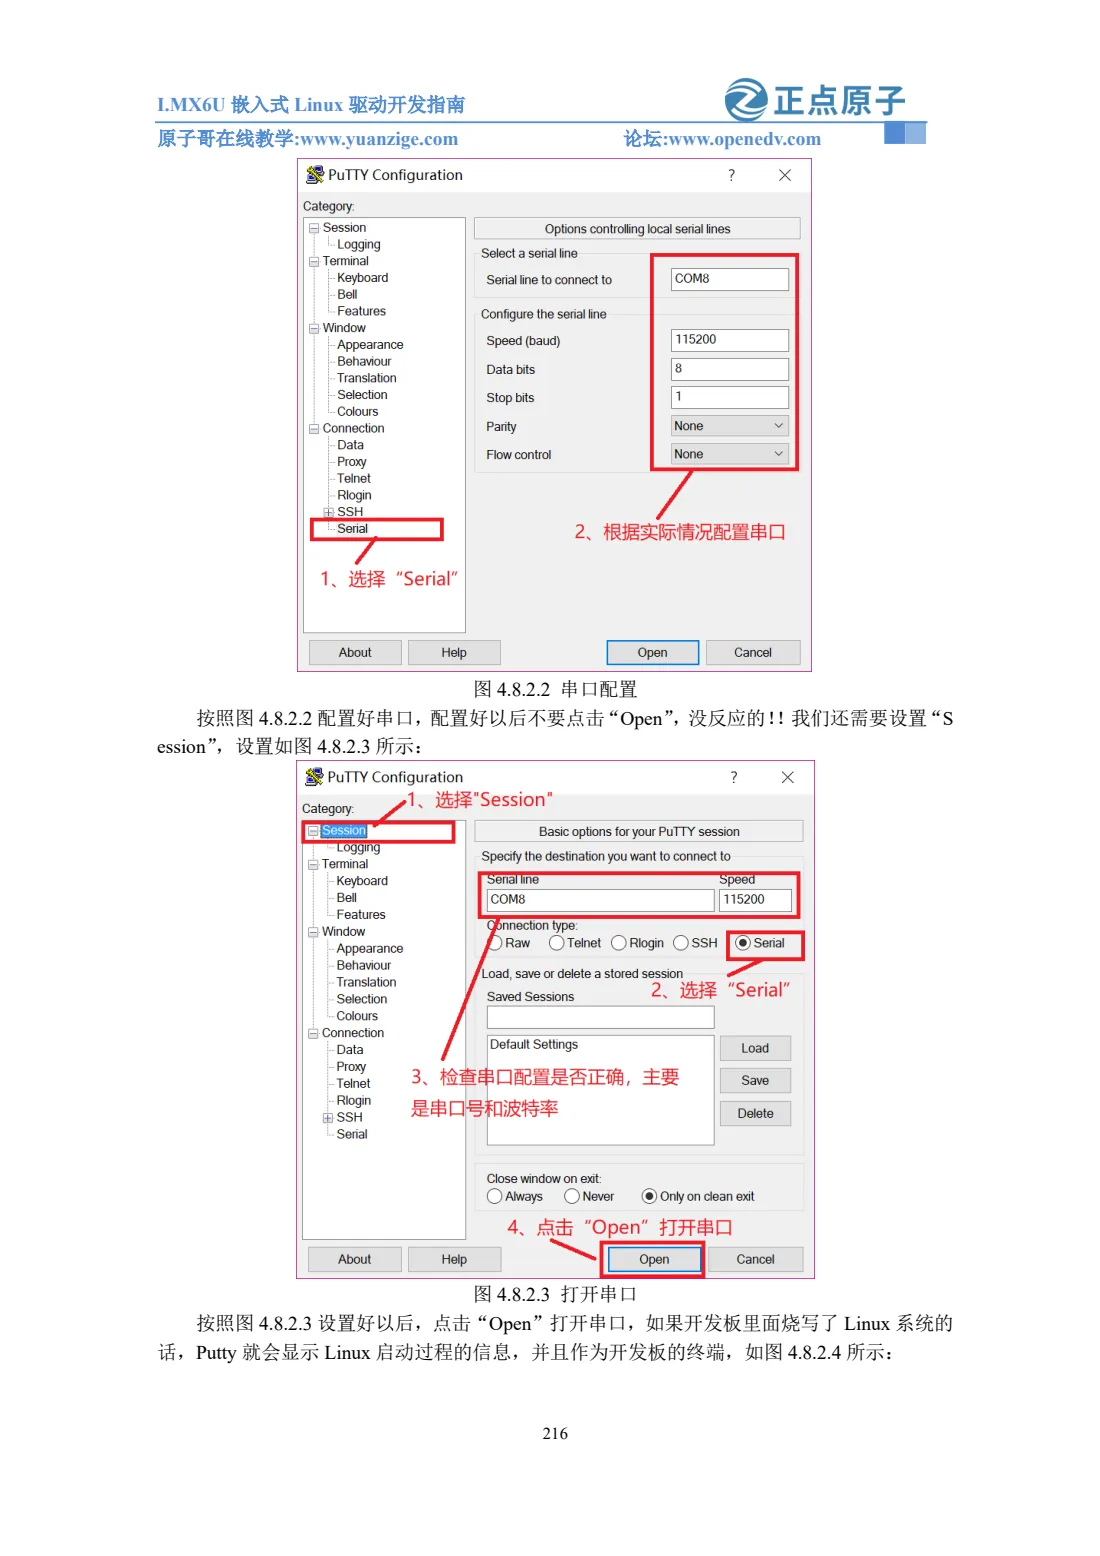 I.MX6U 嵌入式 Linux 驱动开发指南
正点原子
原子哥在线教学:www.yuanzige.com 论坛:www.openedv.com
PuTTY Configuration ? ×
Category:
Session
Logging
Terminal
Keyboard
Bell
Features
Window
Appearance
Behaviour
Translation
Selection
Colours
Connection
Data
Proxy
Telnet
Rlogin
SSH
Serial
1、选择“Serial”
Options controlling local serial lines
Select a serial line
Serial line to connect to COM8
Configure the serial line
Speed (baud) 115200
Data bits 8
Stop bits 1
Parity None
Flow control None
2、根据实际情况配置串口
About Help Open Cancel
图 4.8.2.2 串口配置
按照图 4.8.2.2 配置好串口，配置好以后不要点击“Open”，没反应的!！我们还需要设置“S
ession”，设置如图 4.8.2.3 所示：
PuTTY Configuration ? ×
1、选择"Session"
Category:
Session
Logging
Terminal
Keyboard
Bell
Features
Window
Appearance
Behaviour
Translation
Selection
Colours
Connection
Data
Proxy
Telnet
Rlogin
SSH
Serial
Basic options for your PuTTY session
Specify the destination you want to connect to
Serial line Speed
COM8 115200
Connection type:
Raw Telnet Rlogin SSH Serial
2、选择“Serial”
Load, save or delete a stored session
Saved Sessions
Default Settings
Load
Save
Delete
3、检查串口配置是否正确，主要
是串口号和波特率
Close window on exit:
Always Never Only on clean exit
4、点击“Open”打开串口
About Help Open Cancel
图 4.8.2.3 打开串口
按照图 4.8.2.3 设置好以后，点击“Open”打开串口，如果开发板里面烧写了 Linux 系统的
话，Putty 就会显示 Linux 启动过程的信息，并且作为开发板的终端，如图 4.8.2.4 所示：
216